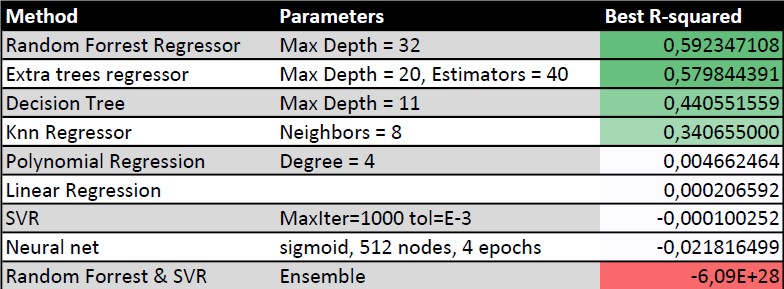 Method Parameters Best R-squared
Random Forrest Regressor Max Depth = 32 0,592347108
Extra trees regressor Max Depth = 20, Estimators = 40 0,579844391
Decision Tree Max Depth = 11 0,440551559
Knn Regressor Neighbors = 8 0,340655000
Polynomial Regression Degree = 4 0,004662464
Linear Regression 0,000206592
SVR MaxIter=1000 tol=E-3 -0,000100252
Neural net sigmoid, 512 nodes, 4 epochs -0,021816499
Random Forrest & SVR Ensemble -6,09E+28